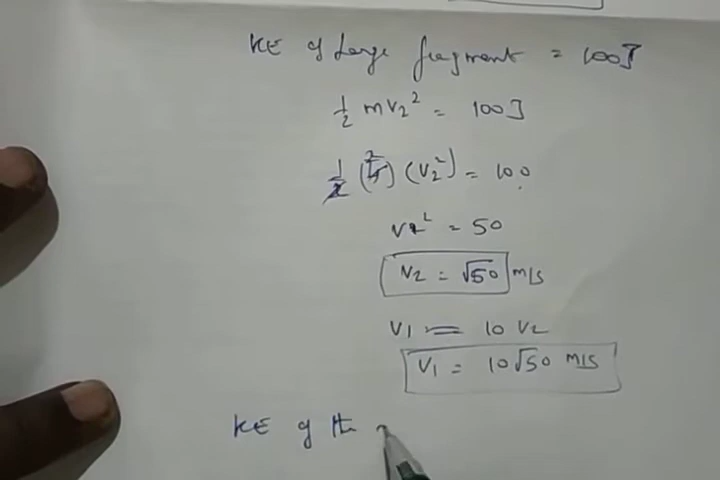 KE of Large fragment = 100J
1/2 mv₂² = 100J
1/2 (4) (v₂²) = 100
v₂² = 50
v₂ = √50 m/s
v₁ = 10 v₂
v₁ = 10√50 m/s
KE of the